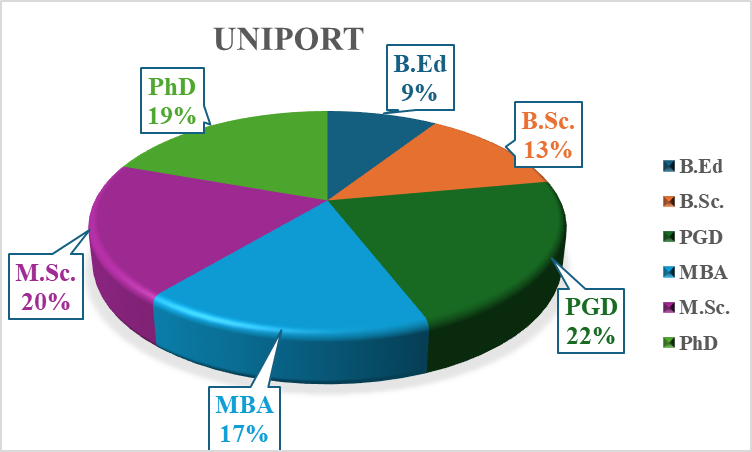 UNIPORT
B.Ed
9%
B.Sc.
13%
PGD
22%
MBA
17%
M.Sc.
20%
PhD
19%
B.Ed
B.Sc.
PGD
MBA
M.Sc.
PhD